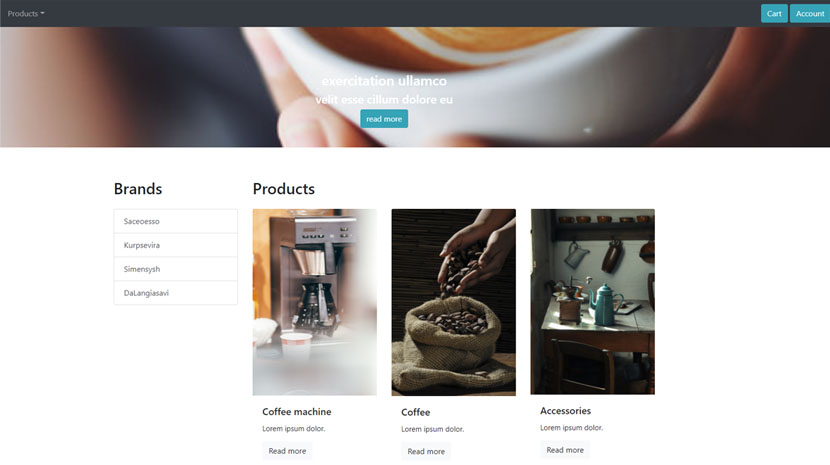 Products
Cart
Account
exercitation ullamco
velit esse cillum dolore eu
read more
Brands
Saceoesso
Kurpsevira
Simensysh
DaLangiasavi
Products
Coffee machine
Lorem ipsum dolor.
Read more
Coffee
Lorem ipsum dolor.
Read more
Accessories
Lorem ipsum dolor.
Read more